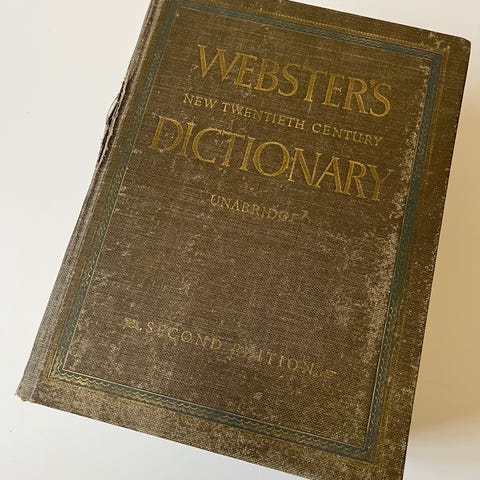 WEBSTER'S
NEW TWENTIETH CENTURY
DICTIONARY
UNABRIDGED
SECOND EDITION